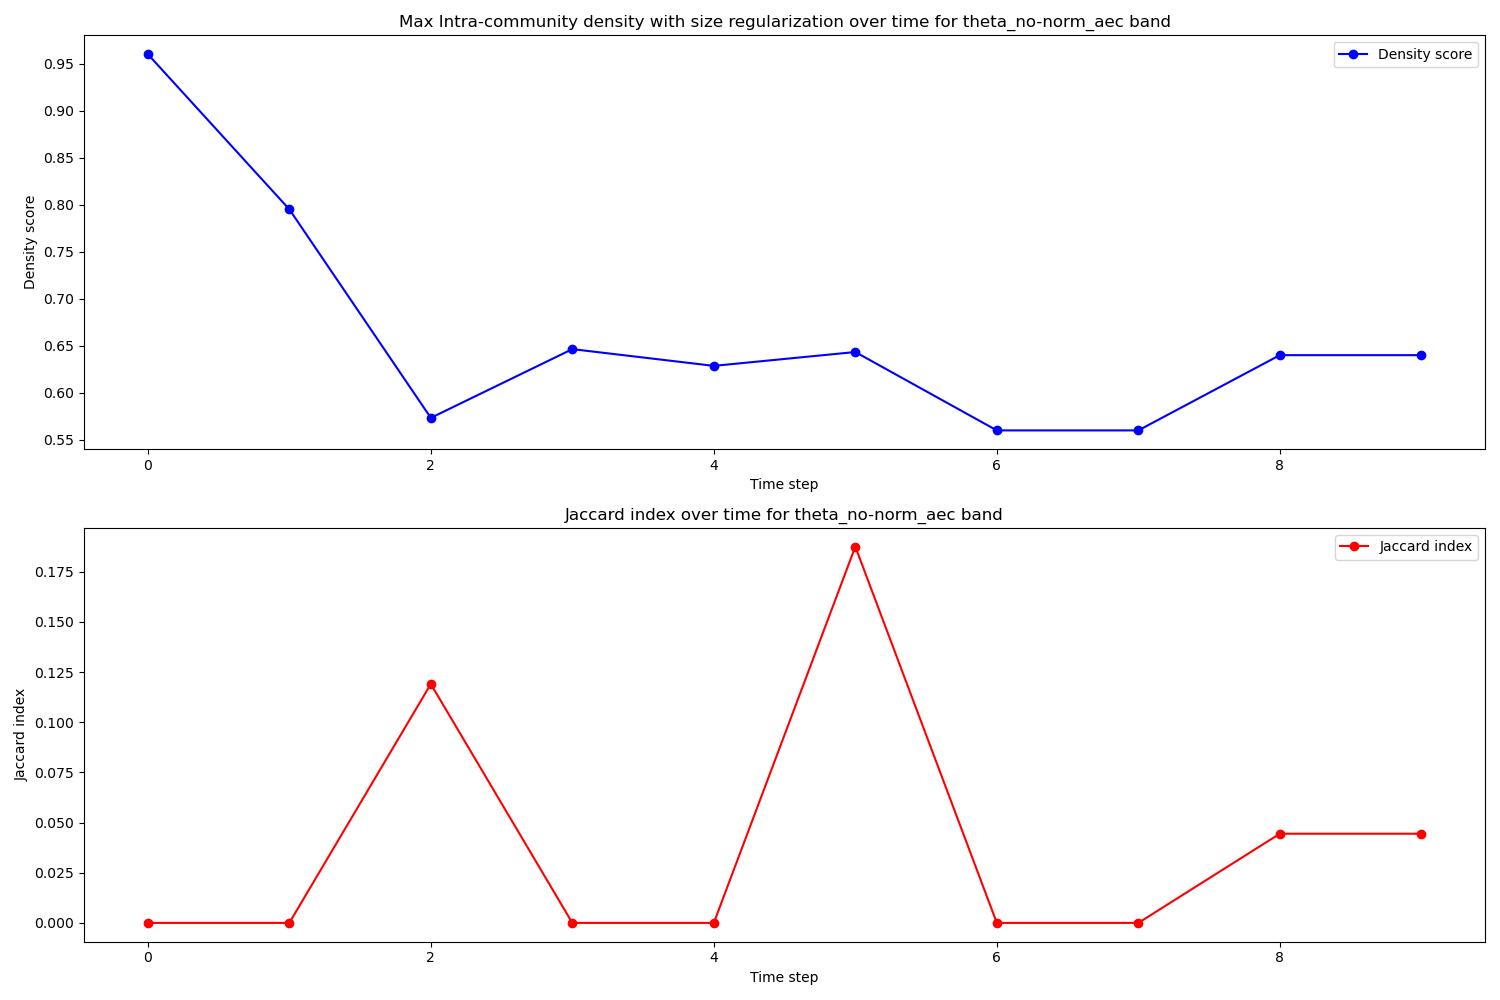 Max Intra-community density with size regularization over time for theta_no-norm_aec band
Density score
0.95
0.90
0.85
0.80
0.75
0.70
0.65
0.60
0.55
Density score
0 2 4 6 8
Time step
Jaccard index over time for theta_no-norm_aec band
Jaccard index
0.175
0.150
0.125
0.100
0.075
0.050
0.025
0.000
Jaccard index
0 2 4 6 8
Time step